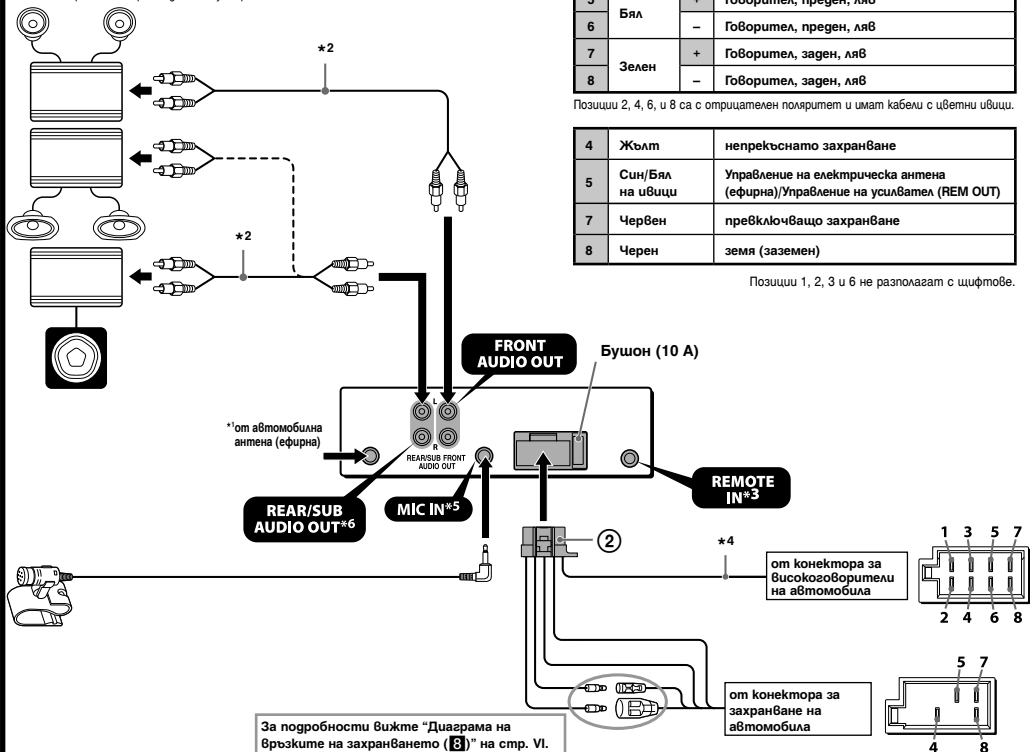 5 Бял + Говорител, преден, ляв
6 – Говорител, преден, ляв
7 Зелен + Говорител, заден, ляв
8 – Говорител, заден, ляв
Позиции 2, 4, 6, и 8 са с отрицателен поляритет и имат кабели с цветни ивици.
4 Жълт непрекъснато захранване
5 Син/Бял на ивици Управление на електрическа антена
(ефирна)/Управление на усилвател (REM OUT)
7 Червен превключващо захранване
8 Черен земя (заземен)
Позиции 1, 2, 3 и 6 не разполагат с щифтове.
*2
*2
FRONT
AUDIO OUT
Бушон (10 A)
*1от автомобилна
антена (ефирна)
L
R
REAR/SUB FRONT
AUDIO OUT
REAR/SUB
AUDIO OUT*6
MIC IN*5
REMOTE
IN*3
2
*4
от конектора за
високоговорители
на автомобила
1 3 5 7
2 4 6 8
от конектора за
захранване на
автомобила
5 7
4 8
За подробности вижте “Диаграма на
връзките на захранването (8)” на стр. VI.